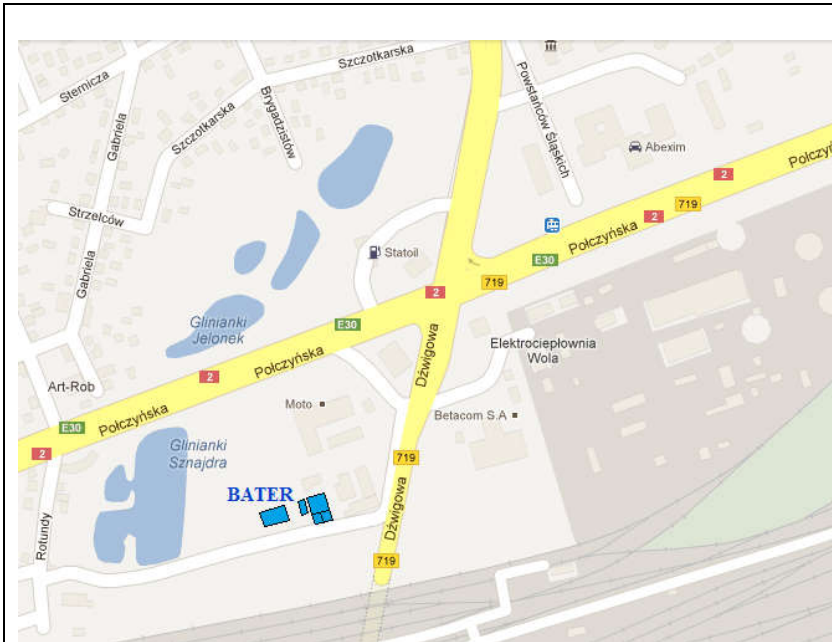 Szczotkarska
Sternicza
Powstańców Śląskich
Brygadzistów
Gabriela
Szczotkarska
Abexim
Połczyńs
2
719
2
Strzelców
Połczyńska
Statoil
E30
719
2
Gabriela
Glinianki
Jelonek
E30
Elektrociepłownia
Wola
Dźwigowa
Połczyńska
2
Art-Rob
Moto
Betacom S.A
Połczyńska
E30
2
Glinianki
Sznajdra
719
BATER
Dźwigowa
Rotundy
719